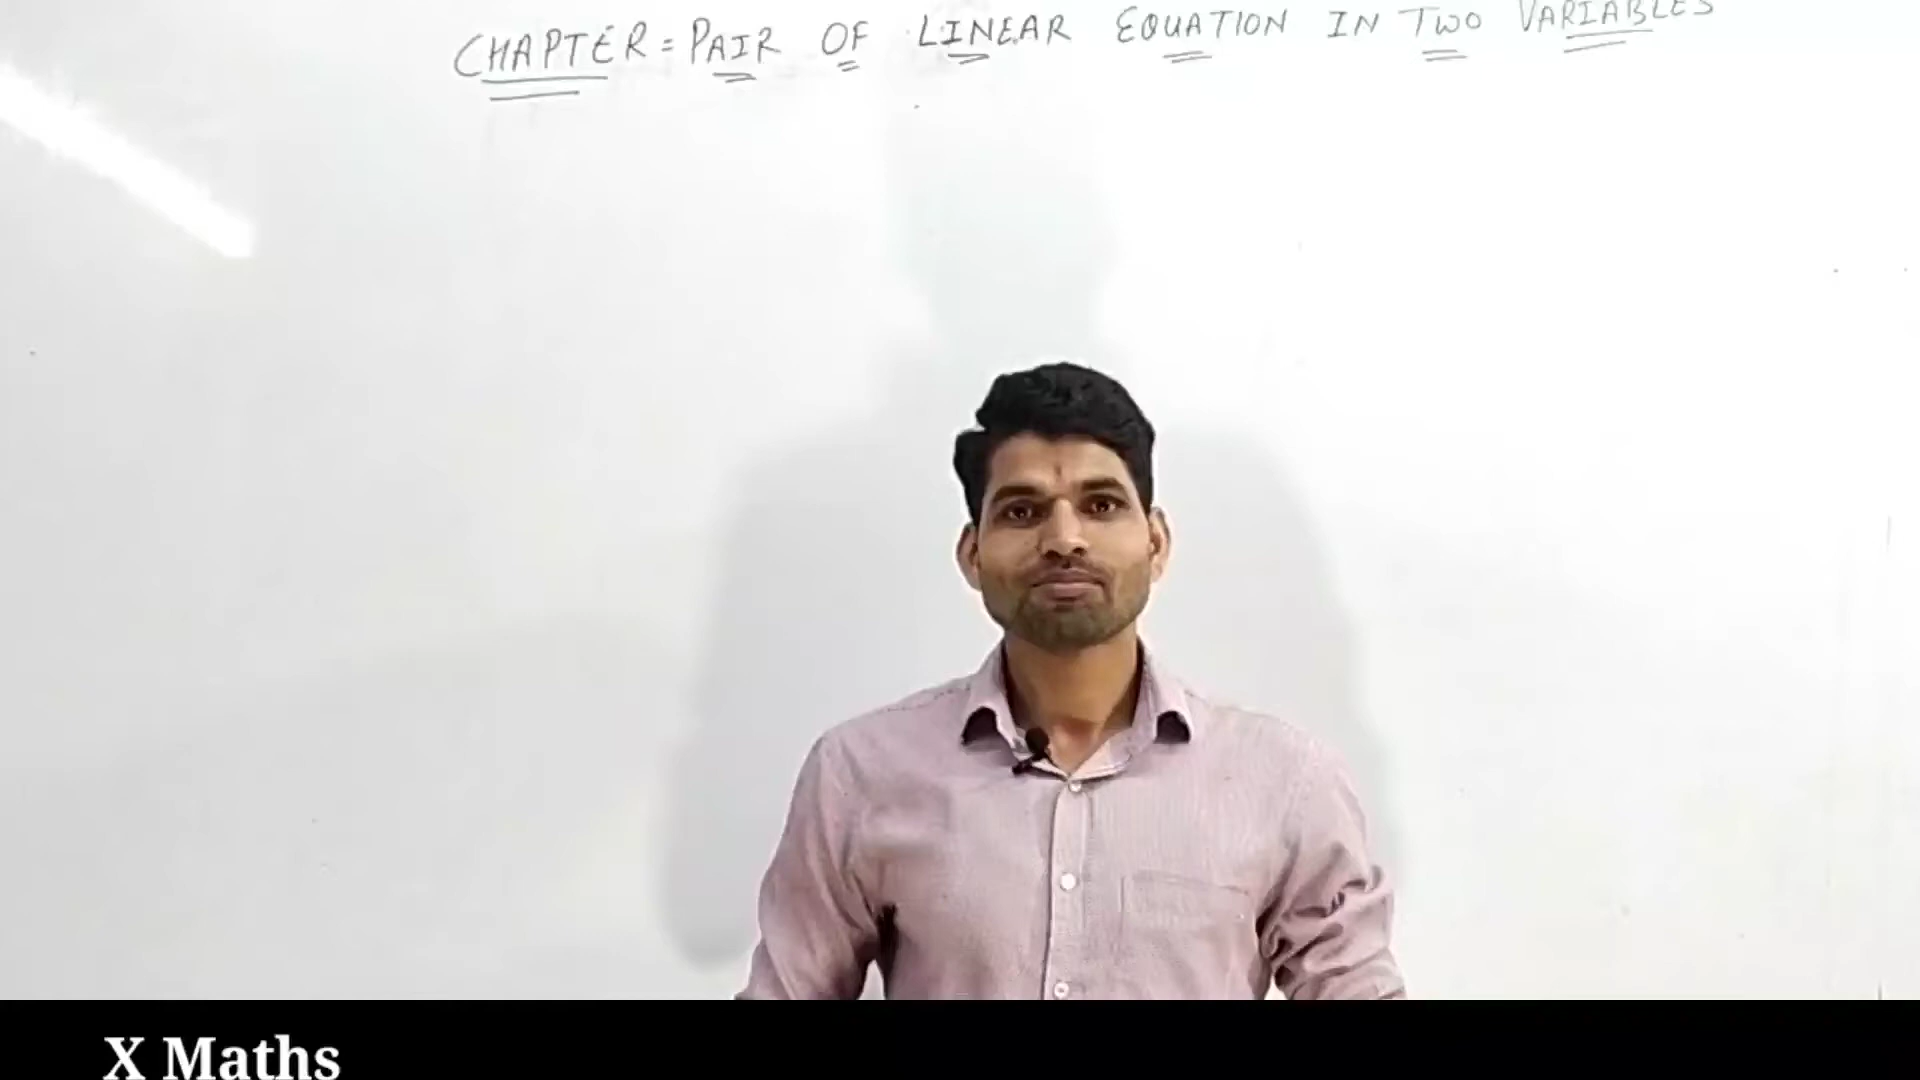 CHAPTER = PAIR OF LINEAR EQUATION IN TWO VARIABLES
X Maths